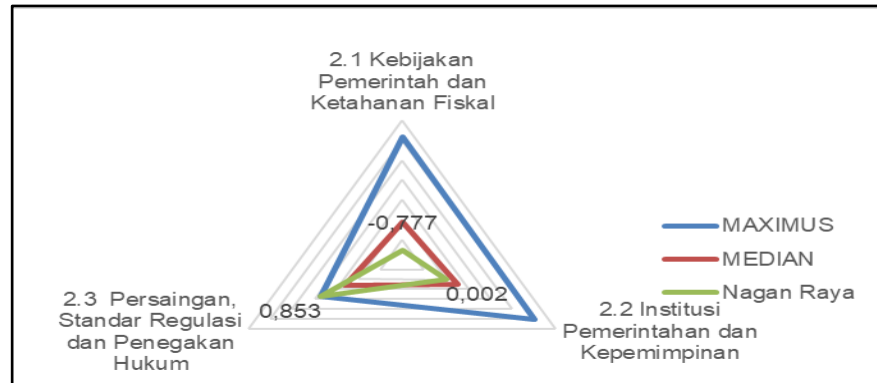 2.1 Kebijakan
Pemerintah dan
Ketahanan Fiskal
-0,777
MAXIMUS
MEDIAN
Nagan Raya
0,002
2.2 Institusi
Pemerintahan dan
Kepemimpinan
2.3 Persaingan,
Standar Regulasi
dan Penegakan
Hukum
0,853